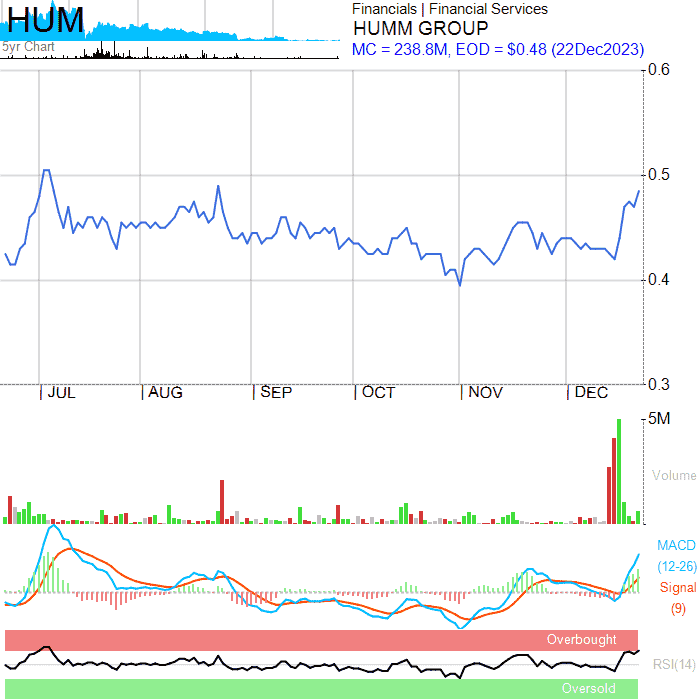 HUM
5yr Chart
Financials | Financial Services
HUMM GROUP
MC = 238.8M, EOD = $0.48 (22Dec2023)
0.6
0.5
0.4
0.3
JUL AUG SEP OCT NOV DEC
5M
Volume
MACD
(12-26)
Signal
(9)
Overbought
RSI(14)
Oversold